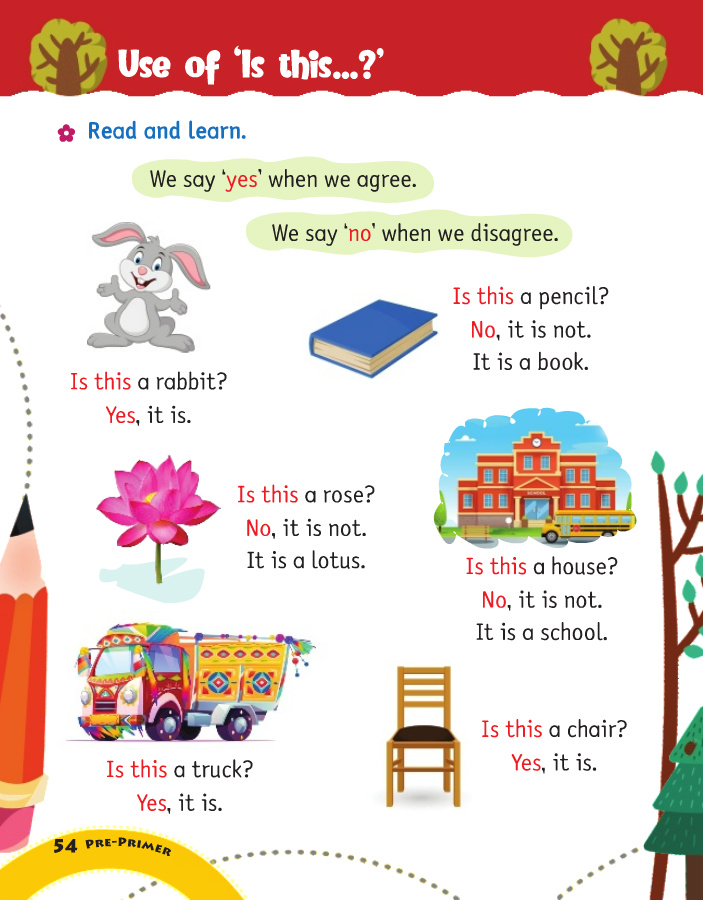 Use of ‘Is this...?’
Read and learn.
We say ‘yes’ when we agree.
We say ‘no’ when we disagree.
Is this a pencil?
No, it is not.
It is a book.
Is this a rabbit?
Yes, it is.
Is this a rose?
No, it is not.
It is a lotus.
SCHOOL
Is this a house?
No, it is not.
It is a school.
Is this a chair?
Yes, it is.
Is this a truck?
Yes, it is.
54 PRE-PRIMER